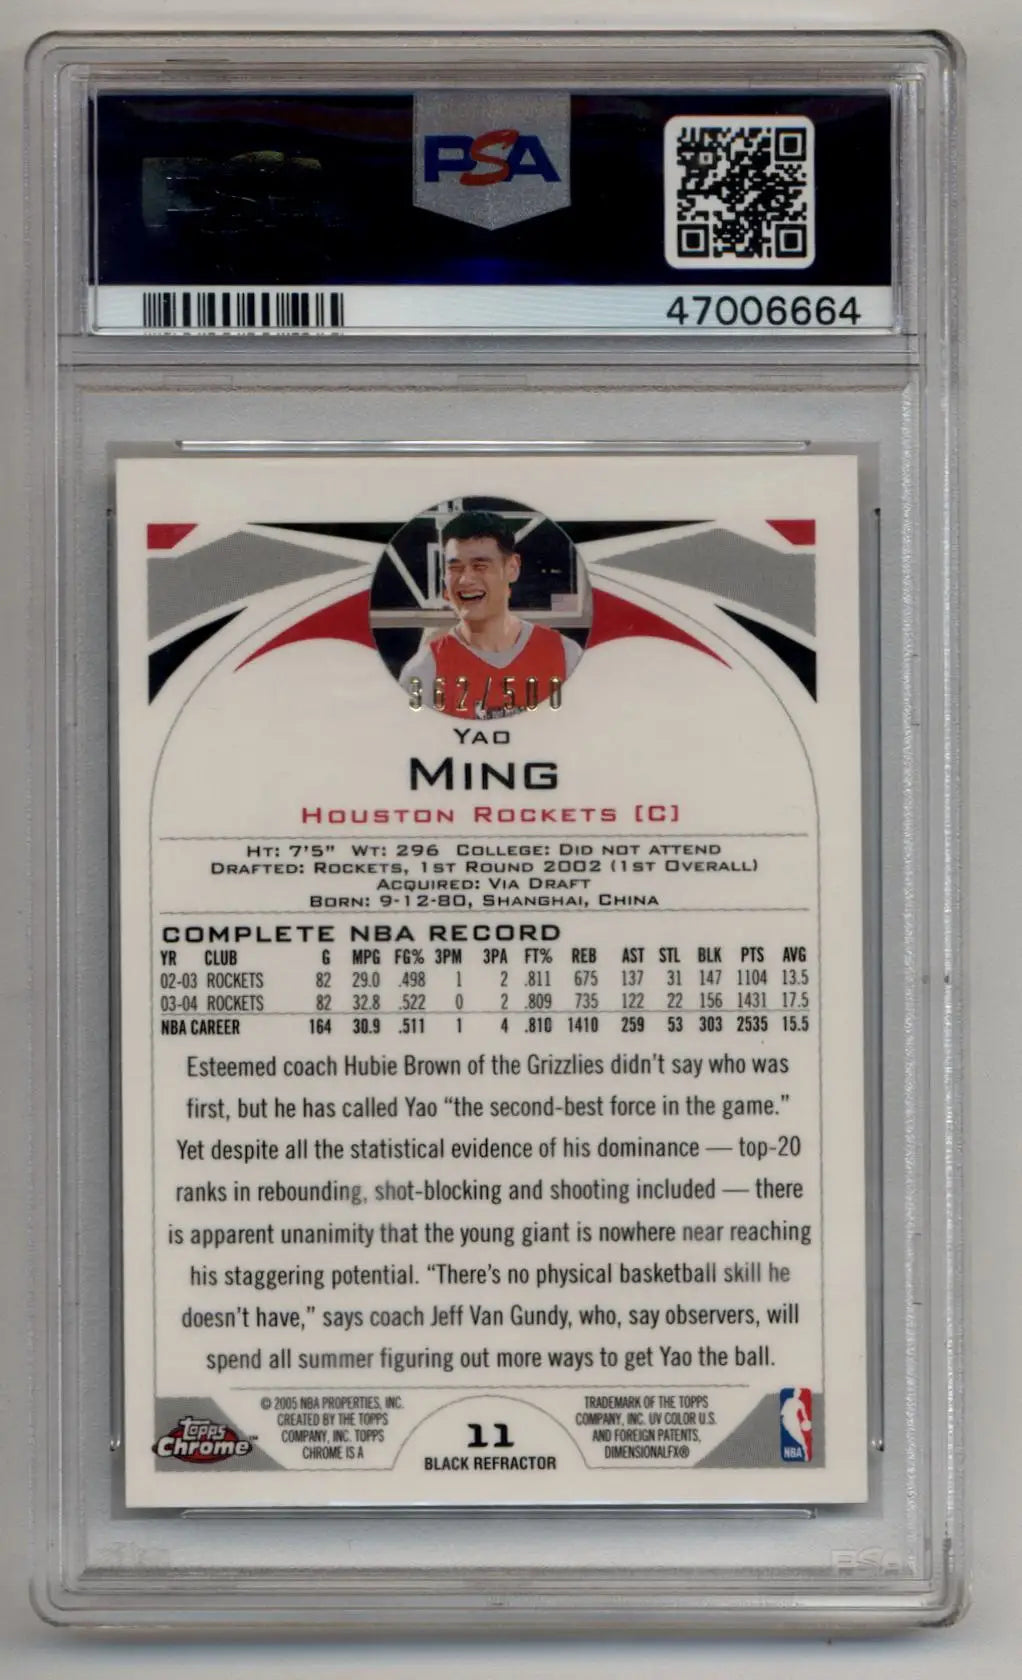 PSA
47006664
362/500
YAO
MING
HOUSTON ROCKETS [C]
HT: 7'5" WT: 296 COLLEGE: DID NOT ATTEND
DRAFTED: ROCKETS, 1ST ROUND 2002 (1ST OVERALL)
ACQUIRED: VIA DRAFT
BORN: 9-12-80, SHANGHAI, CHINA
COMPLETE NBA RECORD
YR CLUB G MPG FG% 3PM 3PA FT% REB AST STL BLK PTS AVG
02-03 ROCKETS 82 29.0 .498 1 2 .811 675 137 31 147 1104 13.5
03-04 ROCKETS 82 32.8 .522 0 2 .809 735 122 22 156 1431 17.5
NBA CAREER 164 30.9 .511 1 4 .810 1410 259 53 303 2535 15.5
Esteemed coach Hubie Brown of the Grizzlies didn't say who was
first, but he has called Yao “the second-best force in the game.”
Yet despite all the statistical evidence of his dominance — top-20
ranks in rebounding, shot-blocking and shooting included — there
is apparent unanimity that the young giant is nowhere near reaching
his staggering potential. “There's no physical basketball skill he
doesn't have,” says coach Jeff Van Gundy, who, say observers, will
spend all summer figuring out more ways to get Yao the ball.
Topps
Chrome™
© 2005 NBA PROPERTIES, INC.
CREATED BY THE TOPPS
COMPANY, INC. TOPPS
CHROME IS A
11
BLACK REFRACTOR
TRADEMARK OF THE TOPPS
COMPANY, INC. UV COLOR U.S.
AND FOREIGN PATENTS,
DIMENSIONALFX®
NBA
PSA